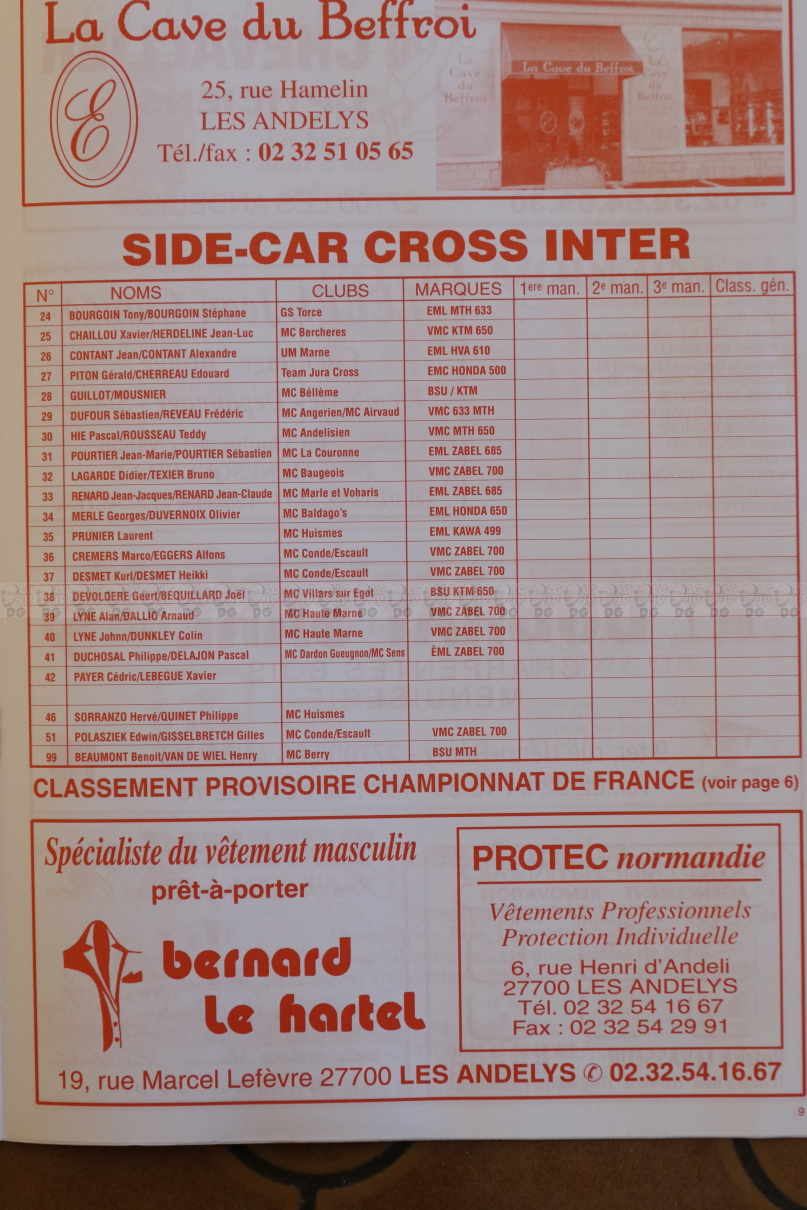 La Cave du Beffroi
E
25, rue Hamelin
LES ANDELYS
Tél./fax : 02 32 51 05 65
La Cave du Beffroi
La Cave du Beffroi
La Cave du Beffroi
SIDE-CAR CROSS INTER
N° NOMS CLUBS MARQUES 1ere man. 2e man. 3e man. Class. gén.
24 BOURGOIN Tony/BOURGOIN Stéphane GS Torce EML MTH 633
25 CHAILLOU Xavier/HERDELINE Jean-Luc MC Bercheres VMC KTM 650
26 CONTANT Jean/CONTANT Alexandre UM Marne EML HVA 610
27 PITON Gérald/CHERREAU Edouard Team Jura Cross EMC HONDA 500
28 GUILLOT/MOUSNIER MC Béllème BSU / KTM
29 DUFOUR Sébastien/REVEAU Frédéric MC Angerien/MC Airvaud VMC 633 MTH
30 HIE Pascal/ROUSSEAU Teddy MC Andelisien VMC MTH 650
31 POURTIER Jean-Marie/POURTIER Sébastien MC La Couronne EML ZABEL 685
32 LAGARDE Didier/TEXIER Bruno MC Baugeois VMC ZABEL 700
33 RENARD Jean-Jacques/RENARD Jean-Claude MC Marle et Voharis EML ZABEL 685
34 MERLE Georges/DUVERNOIX Olivier MC Baldago's EML HONDA 650
35 PRUNIER Laurent MC Huismes EML KAWA 499
36 CREMERS Marco/EGGERS Alfons MC Conde/Escault VMC ZABEL 700
37 DESMET Kurl/DESMET Heikki MC Conde/Escault VMC ZABEL 700
38 DEVOLDERE Geert/BEQUILLARD Joël MC Villars sur Egot BSU KTM 650
39 LYNE Alan/DALLIO Arnaud MC Haute Marne VMC ZABEL 700
40 LYNE Johnn/DUNKLEY Colin MC Haute Marne VMC ZABEL 700
41 DUCHOSAL Philippe/DELAJON Pascal MC Dardon Gueugnon/MC Sens EML ZABEL 700
42 PAYER Cédric/LEBEGUE Xavier
46 SORRANZO Hervé/QUINET Philippe MC Huismes
51 POLASZIEK Edwin/GISSELBRETCH Gilles MC Conde/Escault VMC ZABEL 700
99 BEAUMONT Benoit/VAN DE WIEL Henry MC Berry BSU MTH
CLASSEMENT PROVISOIRE CHAMPIONNAT DE FRANCE (voir page 6)
Spécialiste du vêtement masculin
prêt-à-porter
bernard
Le hartel
PROTEC normandie
Vêtements Professionnels
Protection Individuelle
6, rue Henri d'Andeli
27700 LES ANDELYS
Tél. 02 32 54 16 67
Fax : 02 32 54 29 91
19, rue Marcel Lefèvre 27700 LES ANDELYS ✆ 02.32.54.16.67
9